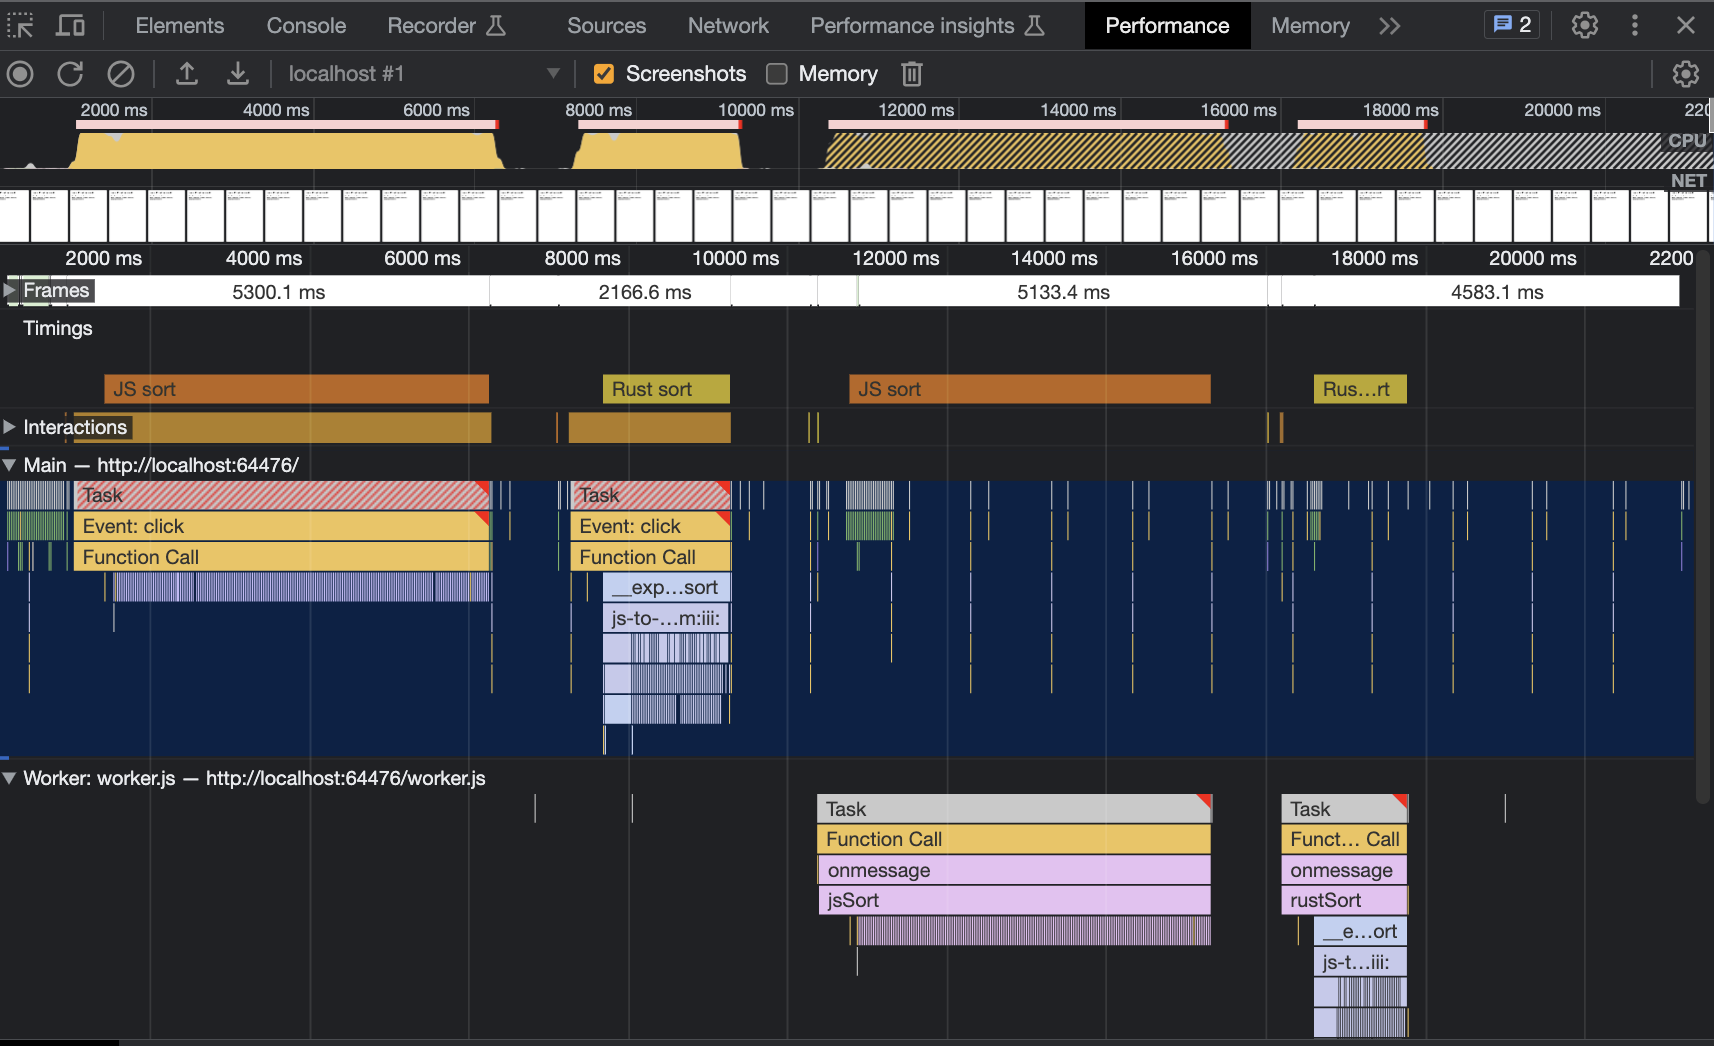 Elements Console Recorder Sources Network Performance insights Performance Memory 2
localhost #1 Screenshots Memory
2000 ms 4000 ms 6000 ms 8000 ms 10000 ms 12000 ms 14000 ms 16000 ms 18000 ms 20000 ms 220
CPU
NET
2000 ms 4000 ms 6000 ms 8000 ms 10000 ms 12000 ms 14000 ms 16000 ms 18000 ms 20000 ms 2200
Frames 5300.1 ms 2166.6 ms 5133.4 ms 4583.1 ms
Timings
JS sort Rust sort JS sort Rus…rt
Interactions
Main — http://localhost:64476/
Task Task
Event: click Event: click
Function Call Function Call
__exp…sort
js-to-…m:iii:
Worker: worker.js — http://localhost:64476/worker.js
Task Task
Function Call Funct… Call
onmessage onmessage
jsSort rustSort
__e…ort
js-t…iii: